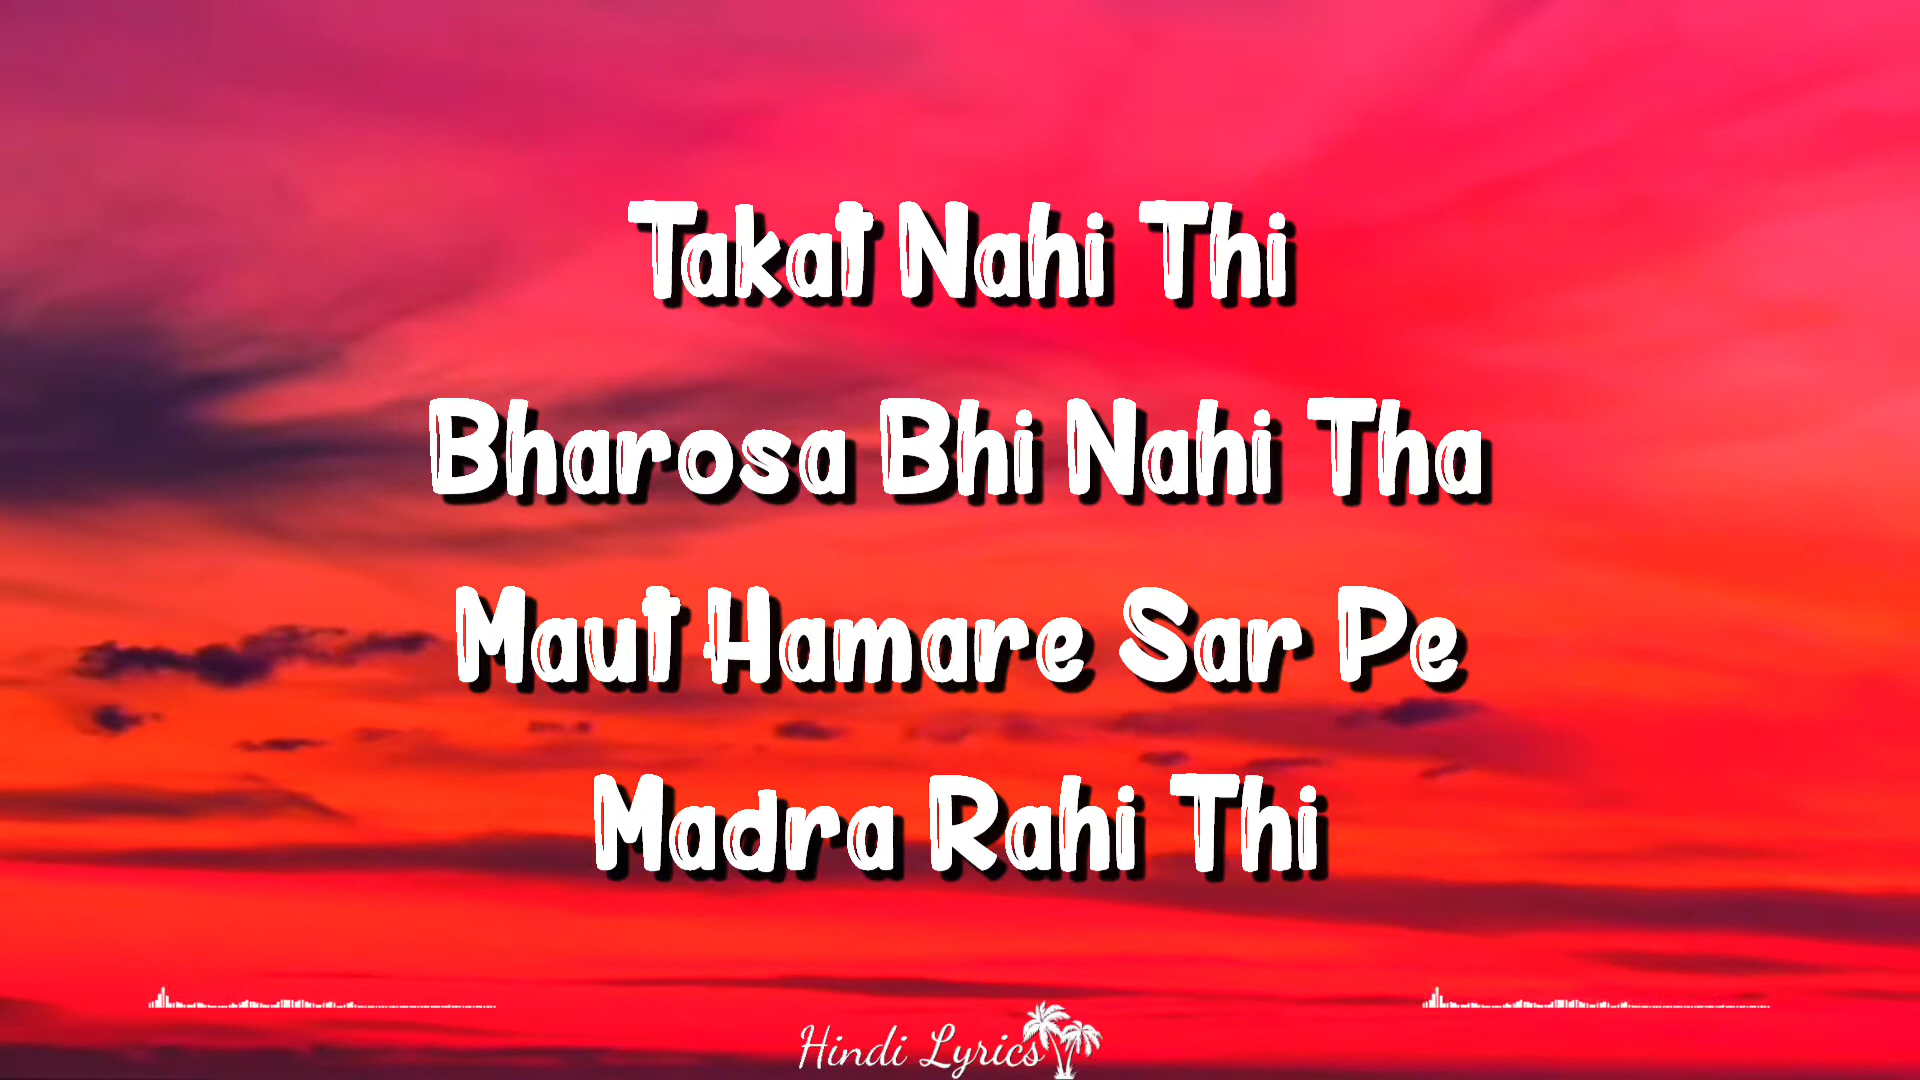 Takat Nahi Thi
Bharosa Bhi Nahi Tha
Maut Hamare Sar Pe
Madra Rahi Thi
Hindi Lyrics